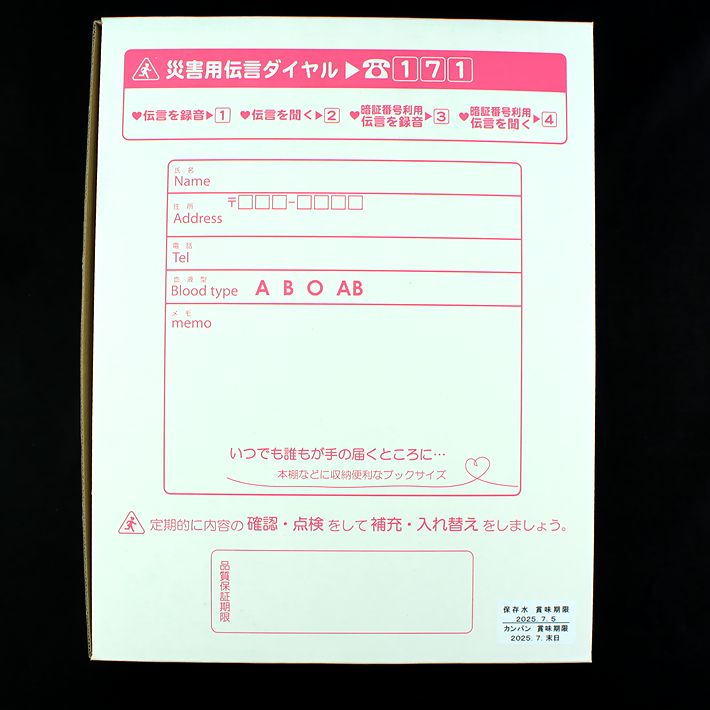 災害用伝言ダイヤル▶☎171
♥伝言を録音▶1 ♥伝言を聞く▶2 ♥暗証番号利用 伝言を録音▶3 ♥暗証番号利用 伝言を聞く▶4
氏名
Name
住所
Address 〒□□□-□□□□
電話
Tel
血液型
Blood type A B O AB
メモ
memo
いつでも誰もが手の届くところに…
本棚などに収納便利なブックサイズ
定期的に内容の確認・点検をして補充・入れ替えをしましょう。
品質保証期限
保存水 賞味期限
2025.7.5
カンパン 賞味期限
2025.7.末日